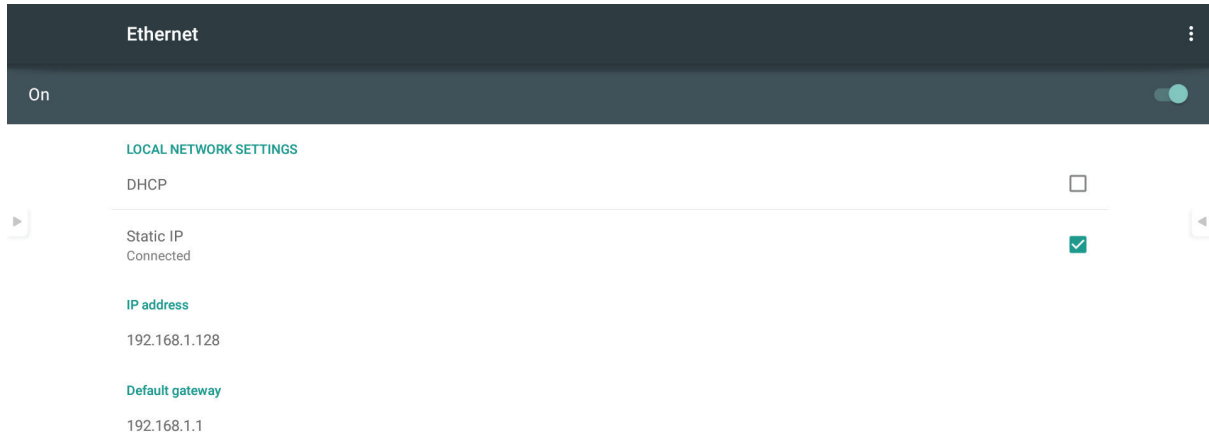 Ethernet
On
LOCAL NETWORK SETTINGS
DHCP
Static IP
Connected
IP address
192.168.1.128
Default gateway
192.168.1.1